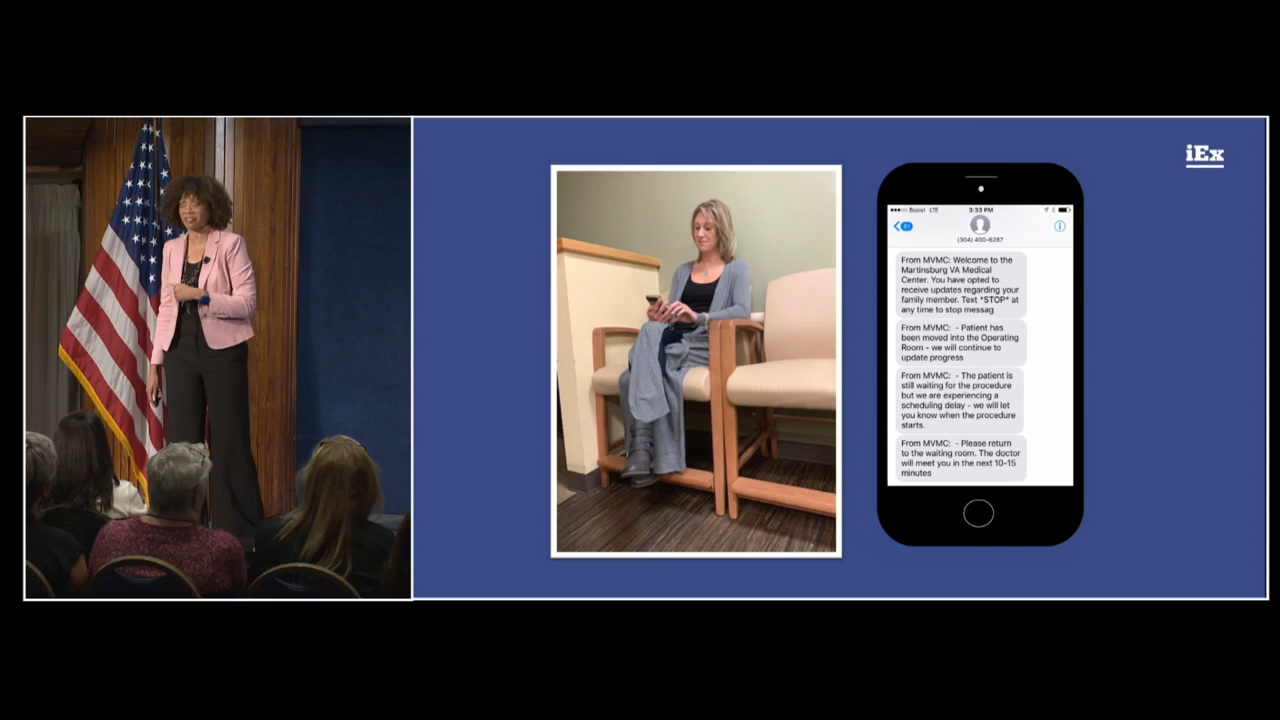 iEx
Boost LTE 3:33 PM
(304) 400-6287
From MVMC: Welcome to the
Martinsburg VA Medical
Center. You have opted to
receive updates regarding your
family member. Text *STOP* at
any time to stop messag
From MVMC: - Patient has
been moved into the Operating
Room - we will continue to
update progress
From MVMC: - The patient is
still waiting for the procedure
but we are experiencing a
scheduling delay - we will let
you know when the procedure
starts.
From MVMC: - Please return
to the waiting room. The doctor
will meet you in the next 10-15
minutes